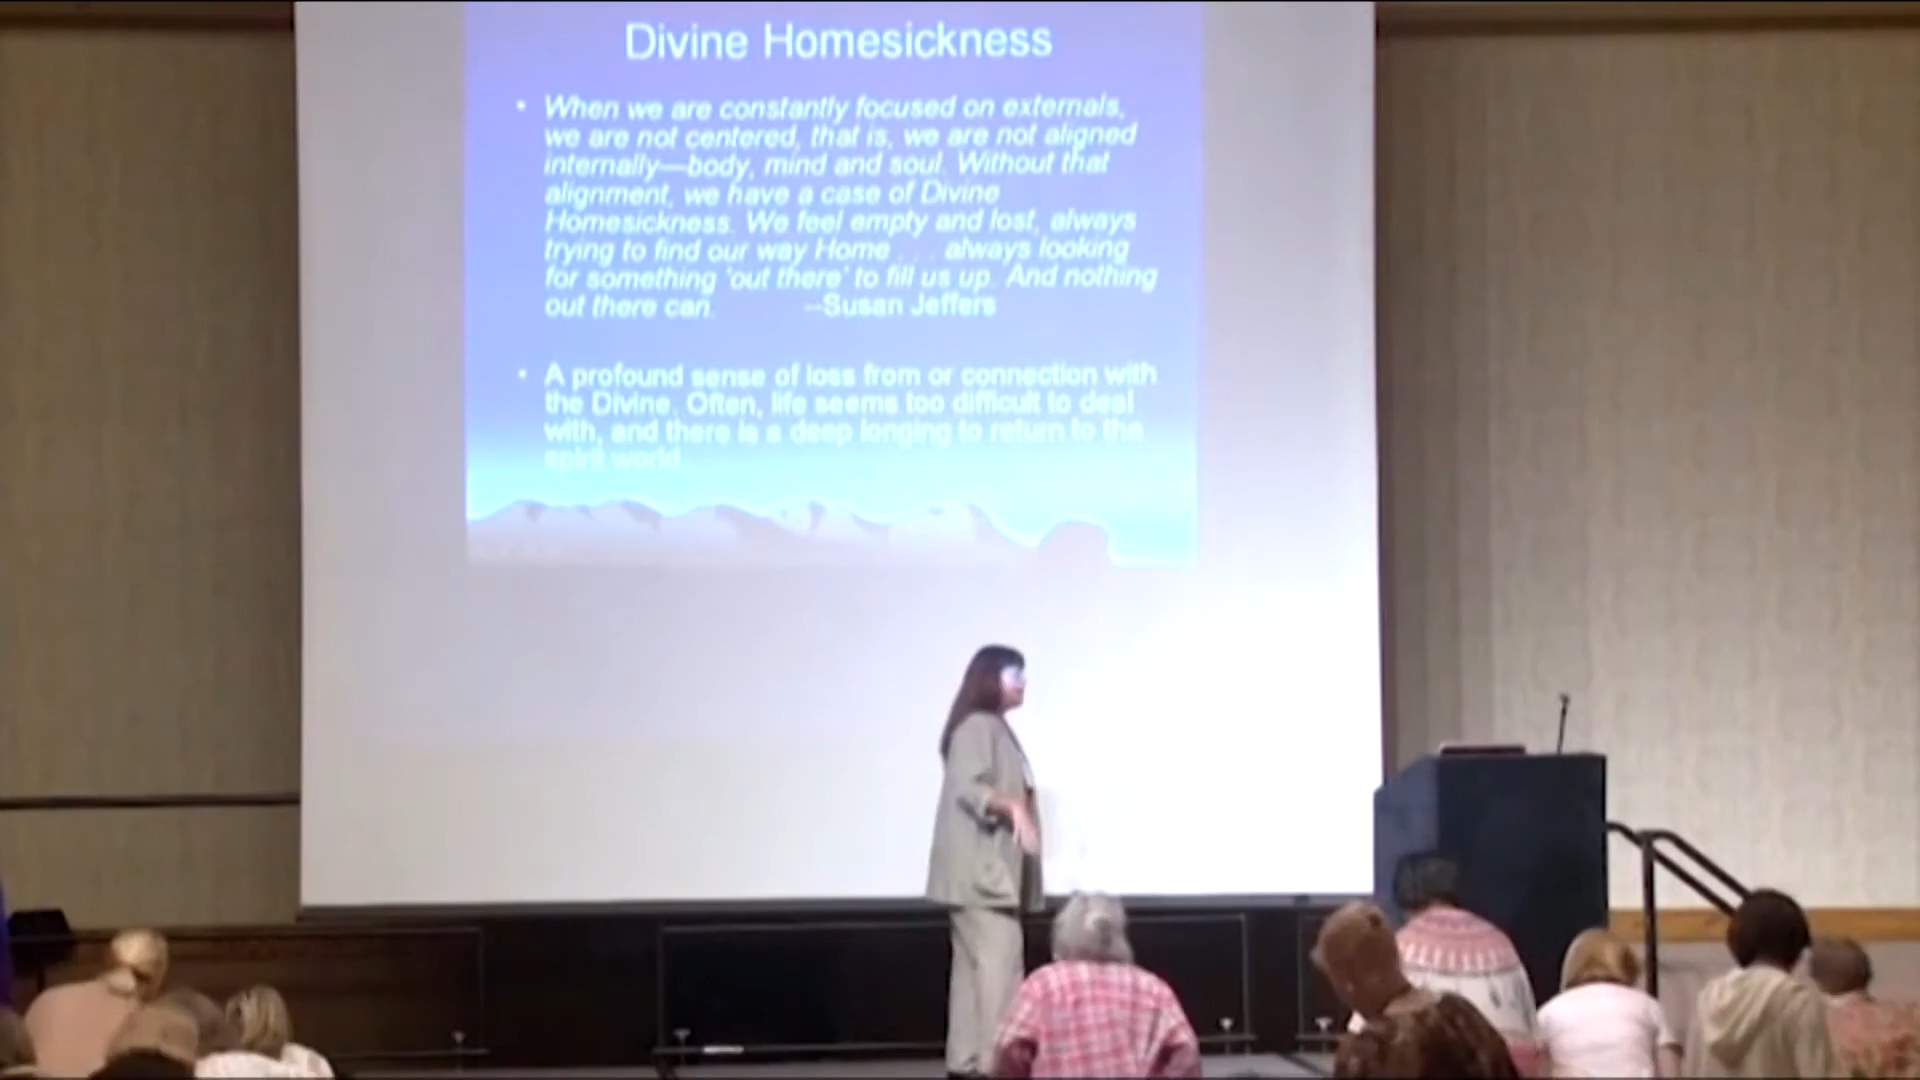 Divine Homesickness
• When we are constantly focused on externals,
we are not centered, that is, we are not aligned
internally—body, mind and soul. Without that
alignment, we have a case of Divine
Homesickness. We feel empty and lost, always
trying to find our way Home . . . always looking
for something 'out there' to fill us up. And nothing
out there can. --Susan Jeffers
• A profound sense of loss from or connection with
the Divine. Often, life seems too difficult to deal
with, and there is a deep longing to return to the
spirit world.